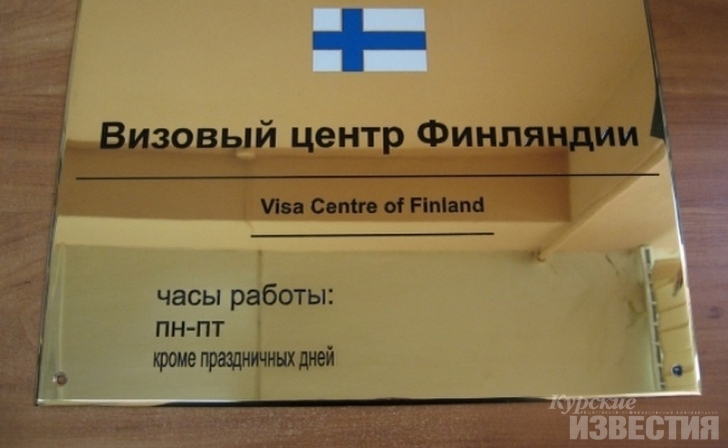 Визовый центр Финляндии
Visa Centre of Finland
часы работы:
пн-пт
кроме праздничных дней
Курские
ИЗВЕСТИЯ